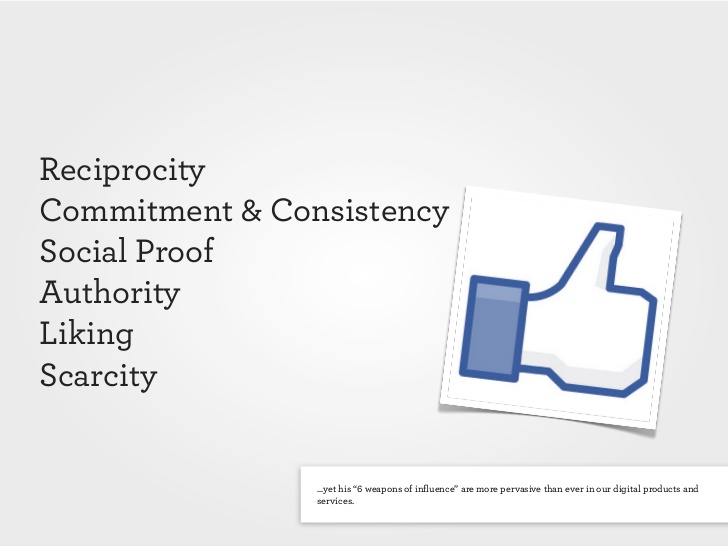 Reciprocity
Commitment & Consistency
Social Proof
Authority
Liking
Scarcity
...yet his “6 weapons of influence” are more pervasive than ever in our digital products and
services.